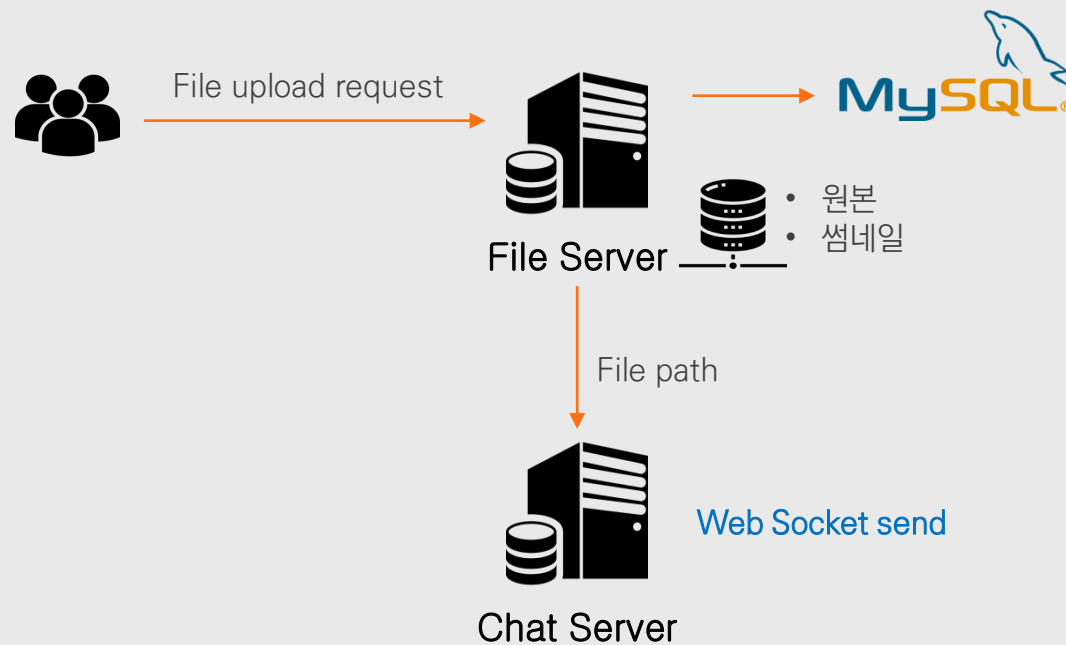 File upload request
MySQL®
• 원본
• 썸네일
File Server
File path
Web Socket send
Chat Server